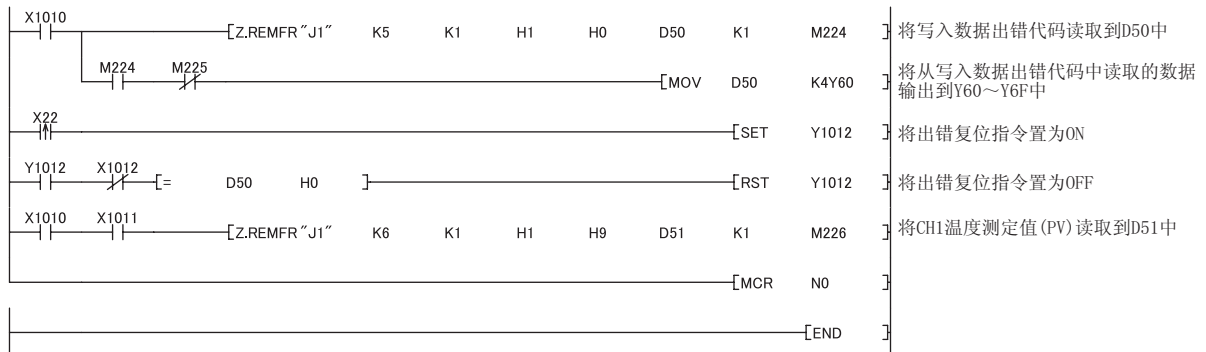 X1010
[Z.REMFR "J1" K5 K1 H1 H0 D50 K1 M224 ] 将写入数据出错代码读取到D50中
M224 M225
[MOV D50 K4Y60 ] 将从写入数据出错代码中读取的数据
输出到Y60～Y6F中
X22
[SET Y1012 ] 将出错复位指令置为ON
Y1012 X1012
[= D50 H0 ] [RST Y1012 ] 将出错复位指令置为OFF
X1010 X1011
[Z.REMFR "J1" K6 K1 H1 H9 D51 K1 M226 ] 将CH1温度测定值(PV)读取到D51中
[MCR N0 ]
[END ]